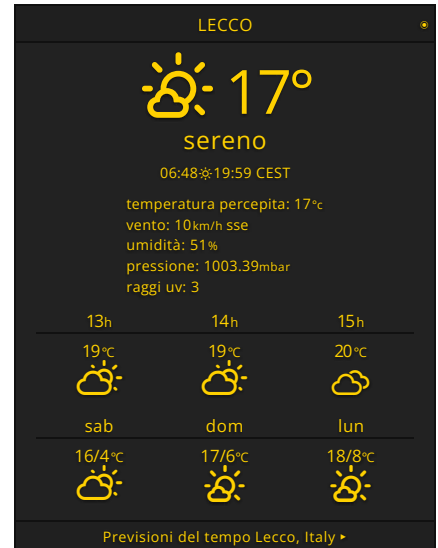 LECCO
17°
sereno
06:48☼19:59 CEST
temperatura percepita: 17°c
vento: 10km/h sse
umidità: 51%
pressione: 1003.39mbar
raggi uv: 3
13h 14h 15h
19°C 19°C 20°C
sab dom lun
16/4°C 17/6°C 18/8°C
Previsioni del tempo Lecco, Italy ▸